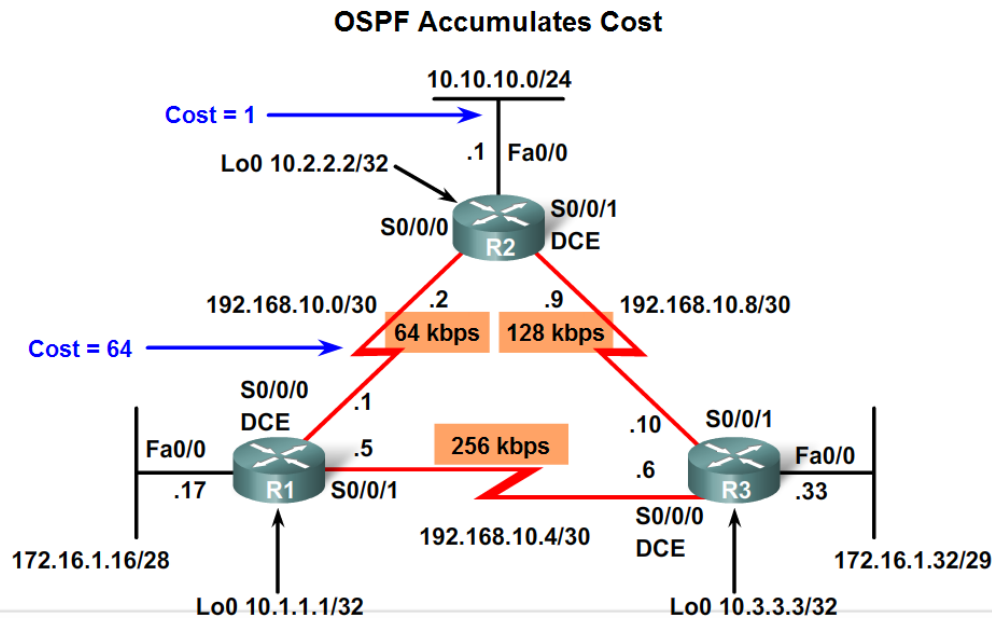 OSPF Accumulates Cost
10.10.10.0/24
Cost = 1
.1
Fa0/0
Lo0 10.2.2.2/32
S0/0/0
S0/0/1
DCE
R2
192.168.10.0/30
.2
.9
192.168.10.8/30
64 kbps
128 kbps
Cost = 64
S0/0/0
DCE
.1
.10
S0/0/1
Fa0/0
.17
R1
.5
S0/0/1
256 kbps
.6
R3
Fa0/0
.33
S0/0/0
DCE
192.168.10.4/30
172.16.1.16/28
172.16.1.32/29
Lo0 10.1.1.1/32
Lo0 10.3.3.3/32